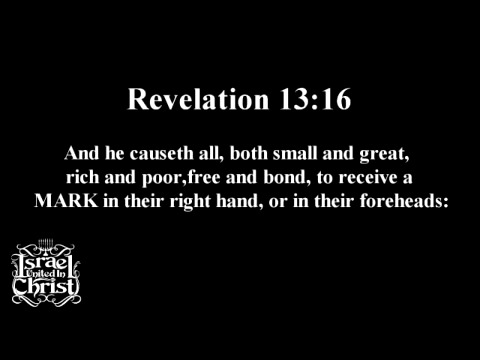 Revelation 13:16
And he causeth all, both small and great,
rich and poor,free and bond, to receive a
MARK in their right hand, or in their foreheads:
Israel
United In
Christ